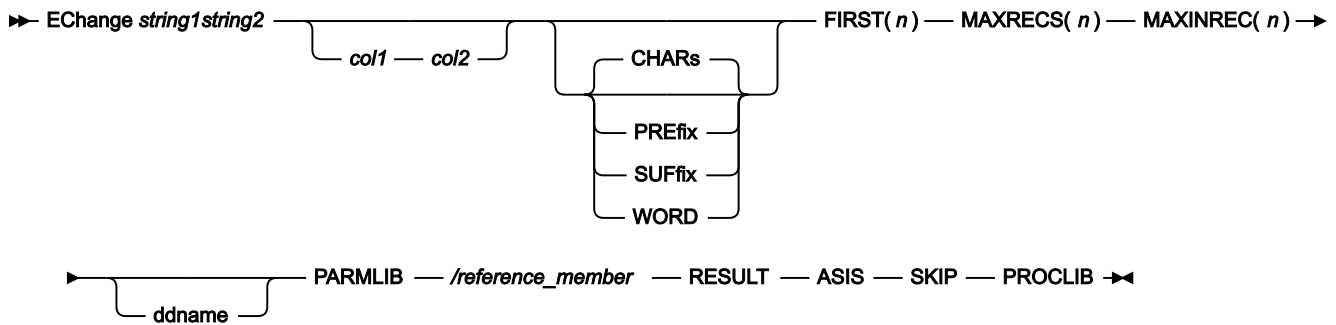 EChange string1string2 FIRST( n ) MAXRECS( n ) MAXINREC( n )
col1 col2 CHARs
PREfix
SUFfix
WORD
PARMLIB /reference_member RESULT ASIS SKIP PROCLIB
ddname